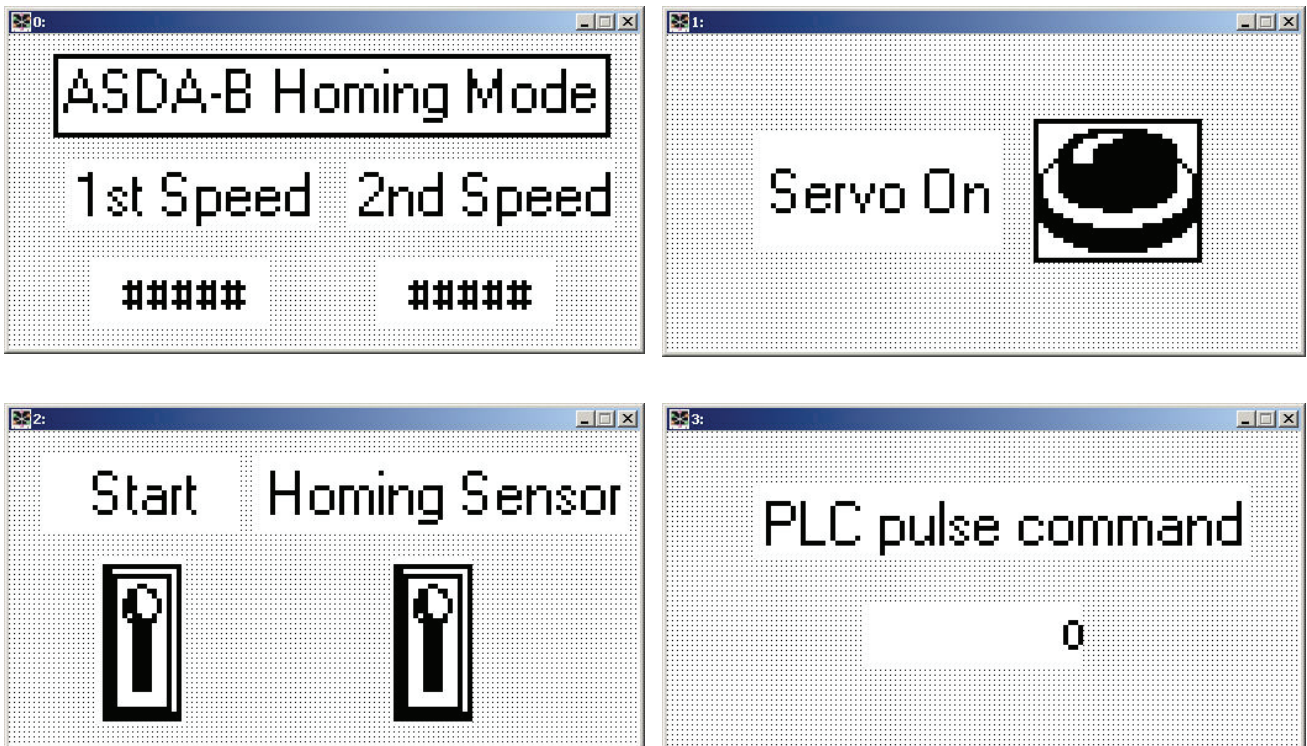 0:
ASDA-B Homing Mode
1st Speed 2nd Speed
##### #####
1:
Servo On
2:
Start Homing Sensor
3:
PLC pulse command
0